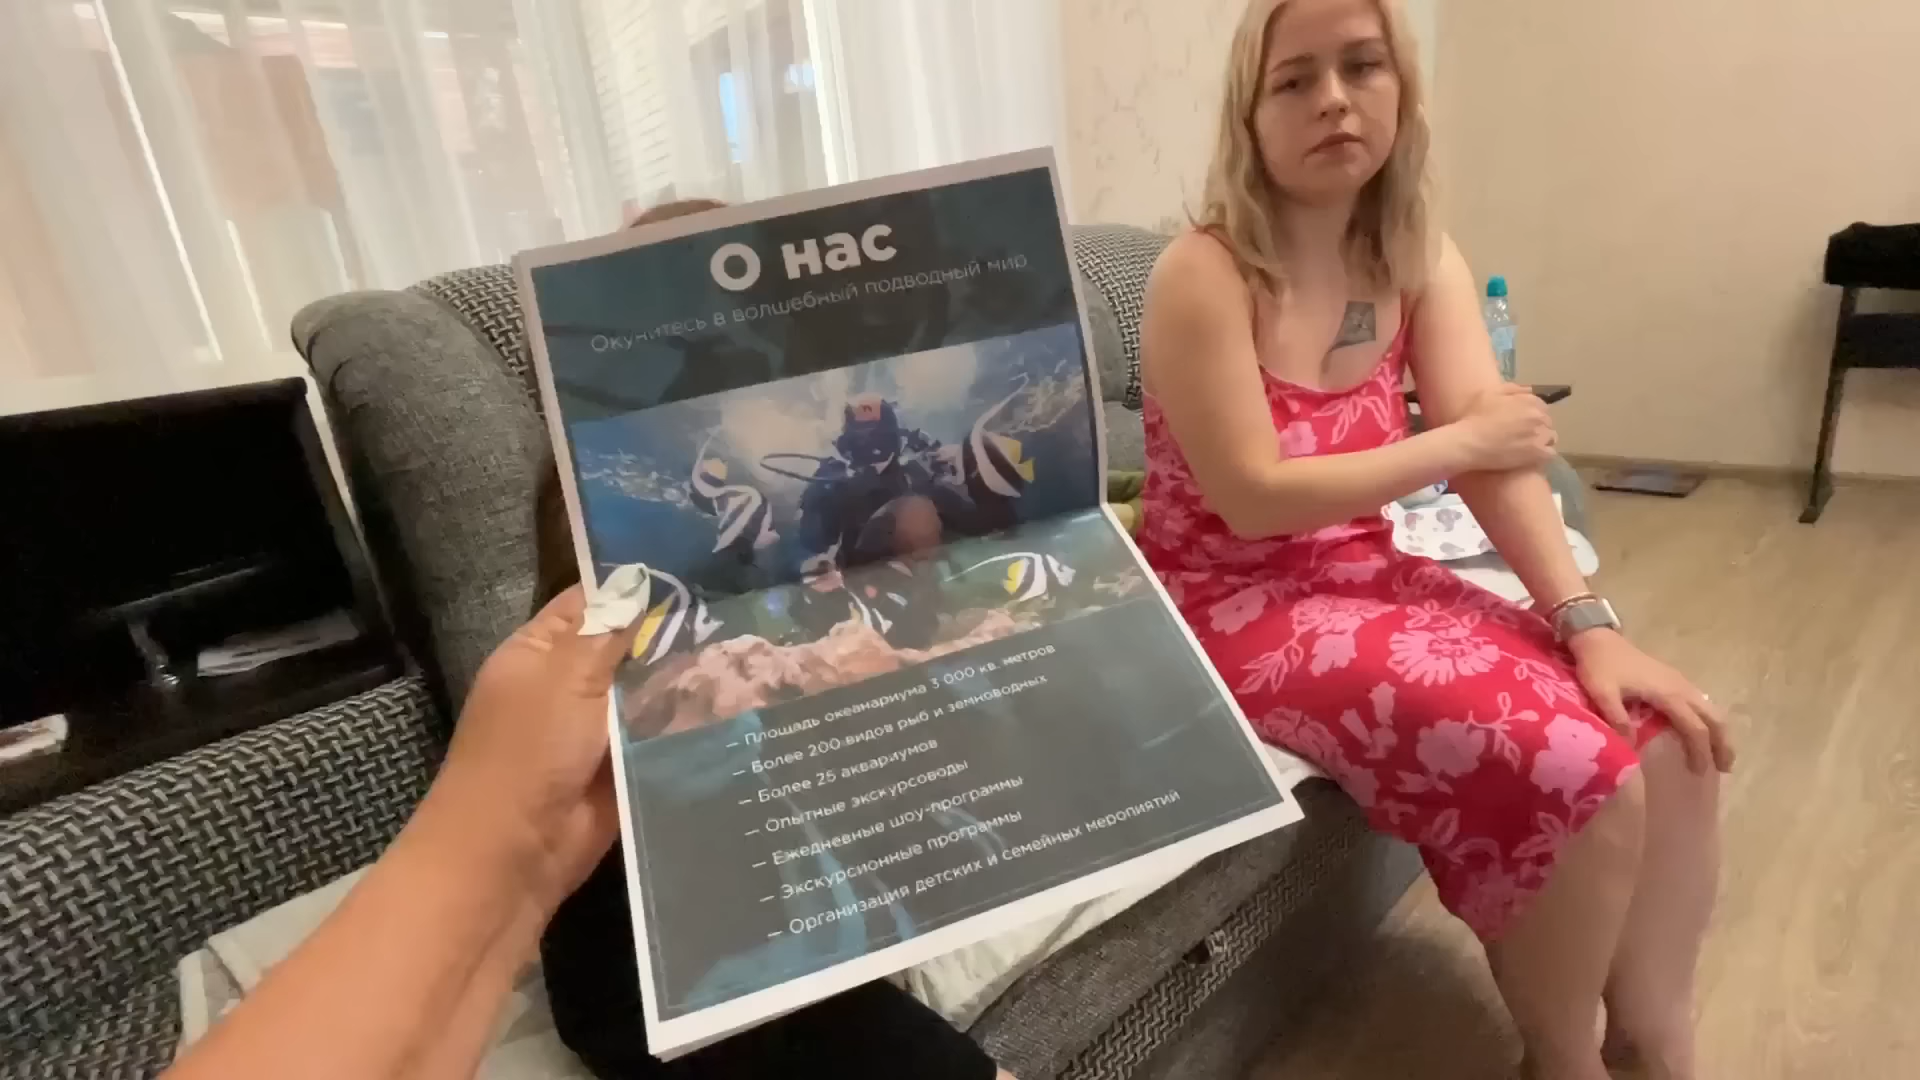 О нас
Окунитесь в волшебный подводный мир
— Площадь океанариума 3 000 кв. метров
— Более 200 видов рыб и земноводных
— Более 25 аквариумов
— Опытные экскурсоводы
— Ежедневные шоу-программы
— Экскурсионные программы
— Организация детских и семейных мероприятий